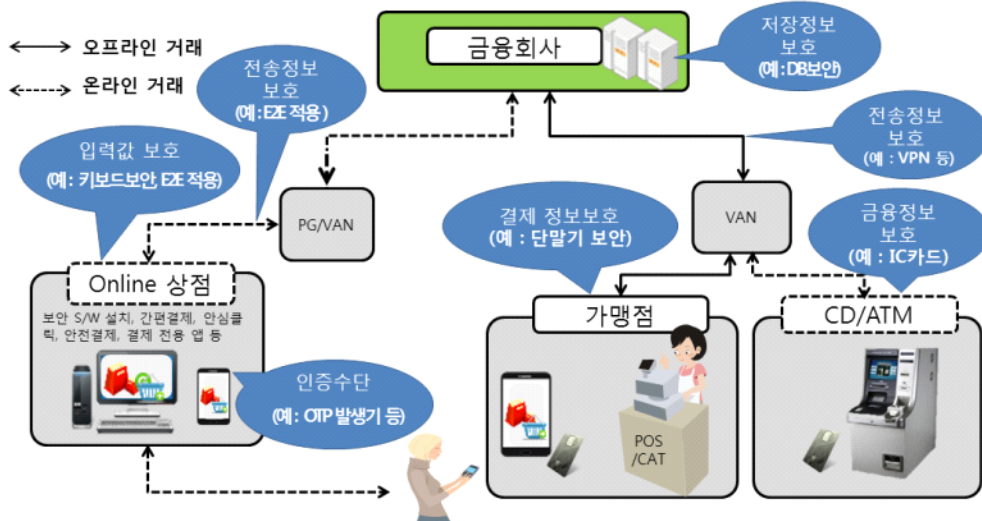 오프라인 거래
온라인 거래
금융회사
저장정보
보호
(예:DB보안)
전송정보
보호
(예: E2E 적용)
전송정보
보호
(예 : VPN 등)
입력값 보호
(예: 키보드보안, E2E 적용)
PG/VAN
결제 정보보호
(예 : 단말기 보안)
VAN
금융정보
보호
(예 : IC카드)
Online 상점
보안 S/W 설치, 간편결제, 안심클
릭, 안전결제, 결제 전용 앱 등
인증수단
(예: OTP 발생기 등)
가맹점
POS
/CAT
CD/ATM